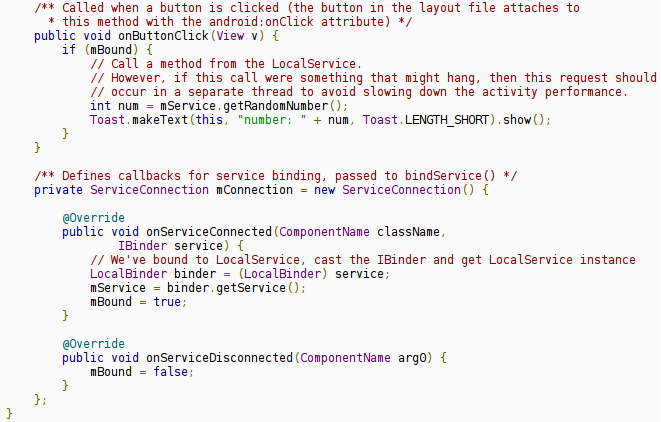 /** Called when a button is clicked (the button in the layout file attaches to
* this method with the android:onClick attribute) */
public void onButtonClick(View v) {
if (mBound) {
// Call a method from the LocalService.
// However, if this call were something that might hang, then this request should
// occur in a separate thread to avoid slowing down the activity performance.
int num = mService.getRandomNumber();
Toast.makeText(this, "number: " + num, Toast.LENGTH_SHORT).show();
}
}
/** Defines callbacks for service binding, passed to bindService() */
private ServiceConnection mConnection = new ServiceConnection() {
@Override
public void onServiceConnected(ComponentName className,
IBinder service) {
// We've bound to LocalService, cast the IBinder and get LocalService instance
LocalBinder binder = (LocalBinder) service;
mService = binder.getService();
mBound = true;
}
@Override
public void onServiceDisconnected(ComponentName arg0) {
mBound = false;
}
};
}